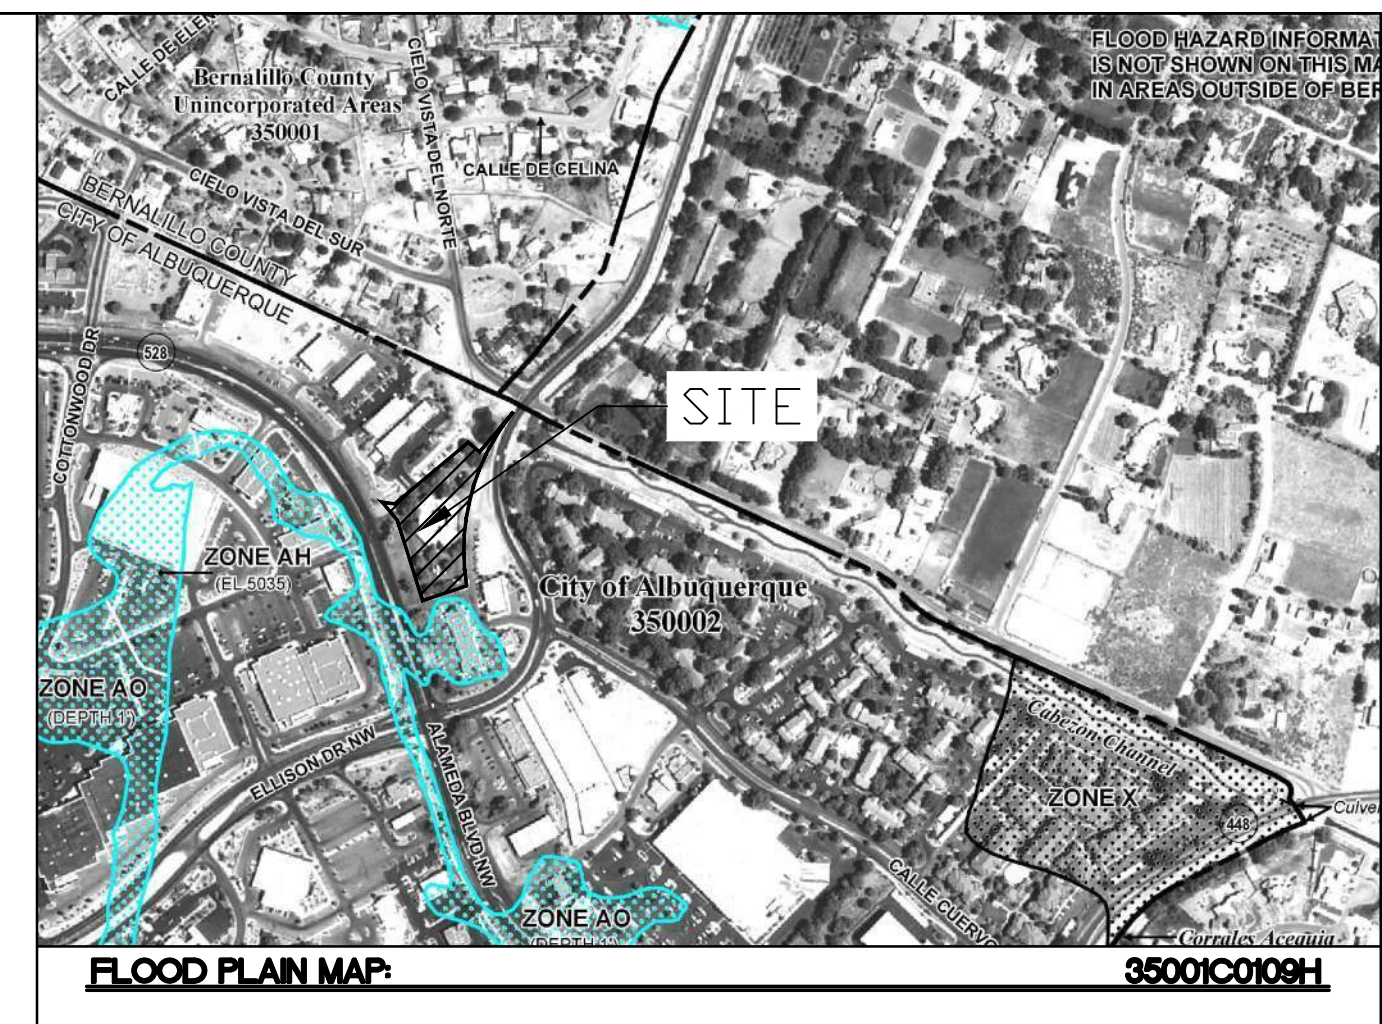 FLOOD HAZARD INFORMAT
IS NOT SHOWN ON THIS MA
IN AREAS OUTSIDE OF BER
CALLE DE ELEN
Bernalillo County
Unincorporated Areas
350001
CIELO VISTA DEL NORTE
CALLE DE CELINA
CIELO VISTA DEL SUR
BERNALILLO COUNTY
CITY OF ALBUQUERQUE
528
COTTONWOOD DR
SITE
ZONE AH
(EL 5035)
City of Albuquerque
350002
ZONE AO
(DEPTH 1')
ELLISON DR NW
ALAMEDA BLVD NW
Cabezon Channel
ZONE X
448
Culve
CALLE CUERVO
ZONE AO
(DEPTH 1')
Corrales Acequia
FLOOD PLAIN MAP:
35001C0109H